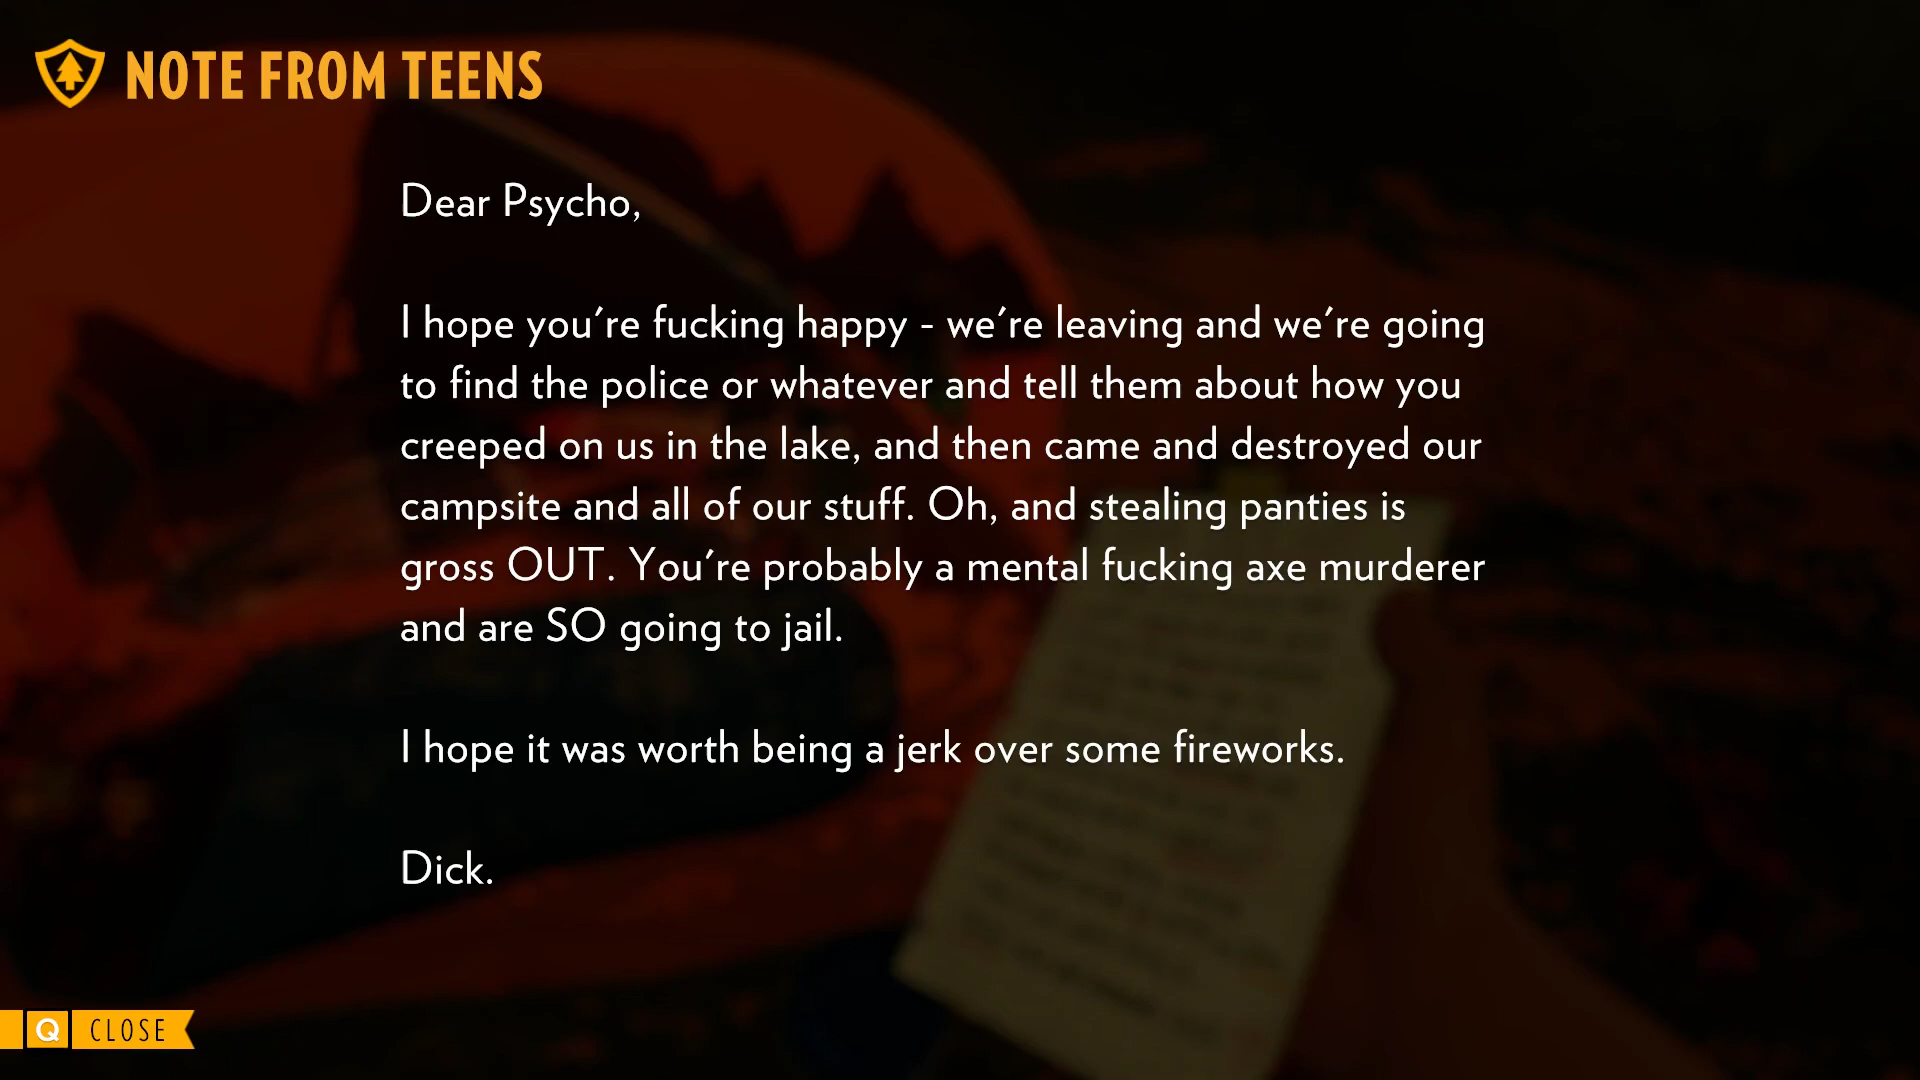 NOTE FROM TEENS
Dear Psycho,
I hope you're fucking happy - we're leaving and we're going
to find the police or whatever and tell them about how you
creeped on us in the lake, and then came and destroyed our
campsite and all of our stuff. Oh, and stealing panties is
gross OUT. You're probably a mental fucking axe murderer
and are SO going to jail.
I hope it was worth being a jerk over some fireworks.
Dick.
Q CLOSE